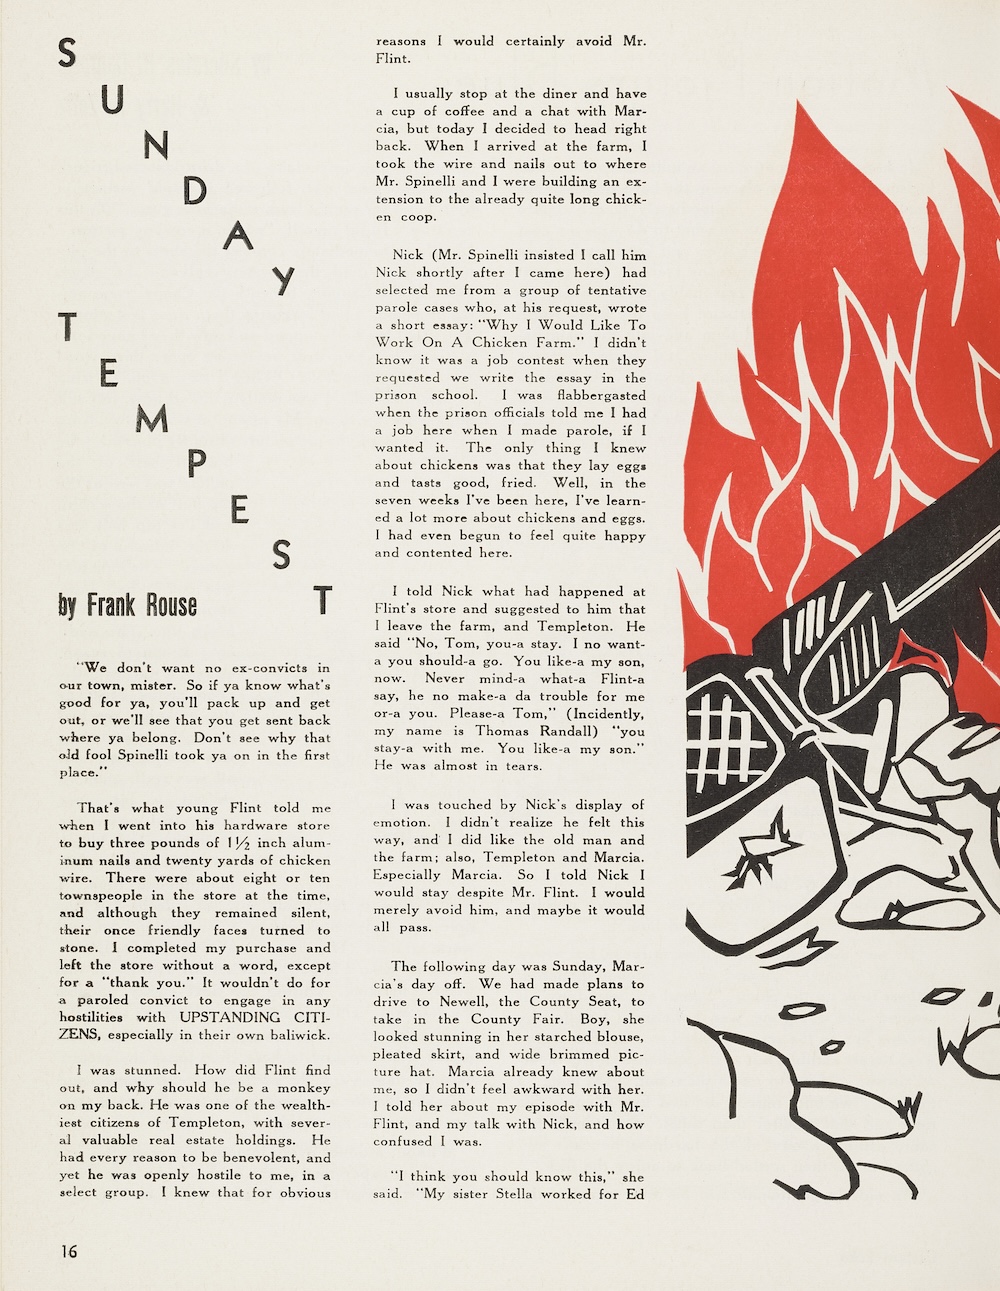 SUNDAY
TEMPEST
by Frank Rouse
"We don't want no ex-convicts in
our town, mister. So if ya know what's
good for ya, you'll pack up and get
out, or we'll see that you get sent back
where ya belong. Don't see why that
old fool Spinelli took ya on in the first
place."
That's what young Flint told me
when I went into his hardware store
to buy three pounds of 1½ inch alum-
inum nails and twenty yards of chicken
wire. There were about eight or ten
townspeople in the store at the time,
and although they remained silent,
their once friendly faces turned to
stone. I completed my purchase and
left the store without a word, except
for a "thank you." It wouldn't do for
a paroled convict to engage in any
hostilities with UPSTANDING CITI-
ZENS, especially in their own baliwick.
I was stunned. How did Flint find
out, and why should he be a monkey
on my back. He was one of the wealth-
iest citizens of Templeton, with sever-
al valuable real estate holdings. He
had every reason to be benevolent, and
yet he was openly hostile to me, in a
select group. I knew that for obvious
reasons I would certainly avoid Mr.
Flint.
I usually stop at the diner and have
a cup of coffee and a chat with Mar-
cia, but today I decided to head right
back. When I arrived at the farm, I
took the wire and nails out to where
Mr. Spinelli and I were building an ex-
tension to the already quite long chick-
en coop.
Nick (Mr. Spinelli insisted I call him
Nick shortly after I came here) had
selected me from a group of tentative
parole cases who, at his request, wrote
a short essay: "Why I Would Like To
Work On A Chicken Farm." I didn't
know it was a job contest when they
requested we write the essay in the
prison school. I was flabbergasted
when the prison officials told me I had
a job here when I made parole, if I
wanted it. The only thing I knew
about chickens was that they lay eggs
and tasts good, fried. Well, in the
seven weeks I've been here, I've learn-
ed a lot more about chickens and eggs.
I had even begun to feel quite happy
and contented here.
I told Nick what had happened at
Flint's store and suggested to him that
I leave the farm, and Templeton. He
said "No, Tom, you-a stay. I no want-
a you should-a go. You like-a my son,
now. Never mind-a what-a Flint-a
say, he no make-a da trouble for me
or-a you. Please-a Tom," (Incidently,
my name is Thomas Randall) "you
stay-a with me. You like-a my son."
He was almost in tears.
I was touched by Nick's display of
emotion. I didn't realize he felt this
way, and I did like the old man and
the farm; also, Templeton and Marcia.
Especially Marcia. So I told Nick I
would stay despite Mr. Flint. I would
merely avoid him, and maybe it would
all pass.
The following day was Sunday, Mar-
cia's day off. We had made plans to
drive to Newell, the County Seat, to
take in the County Fair. Boy, she
looked stunning in her starched blouse,
pleated skirt, and wide brimmed pic-
ture hat. Marcia already knew about
me, so I didn't feel awkward with her.
I told her about my episode with Mr.
Flint, and my talk with Nick, and how
confused I was.
"I think you should know this," she
said. "My sister Stella worked for Ed
16